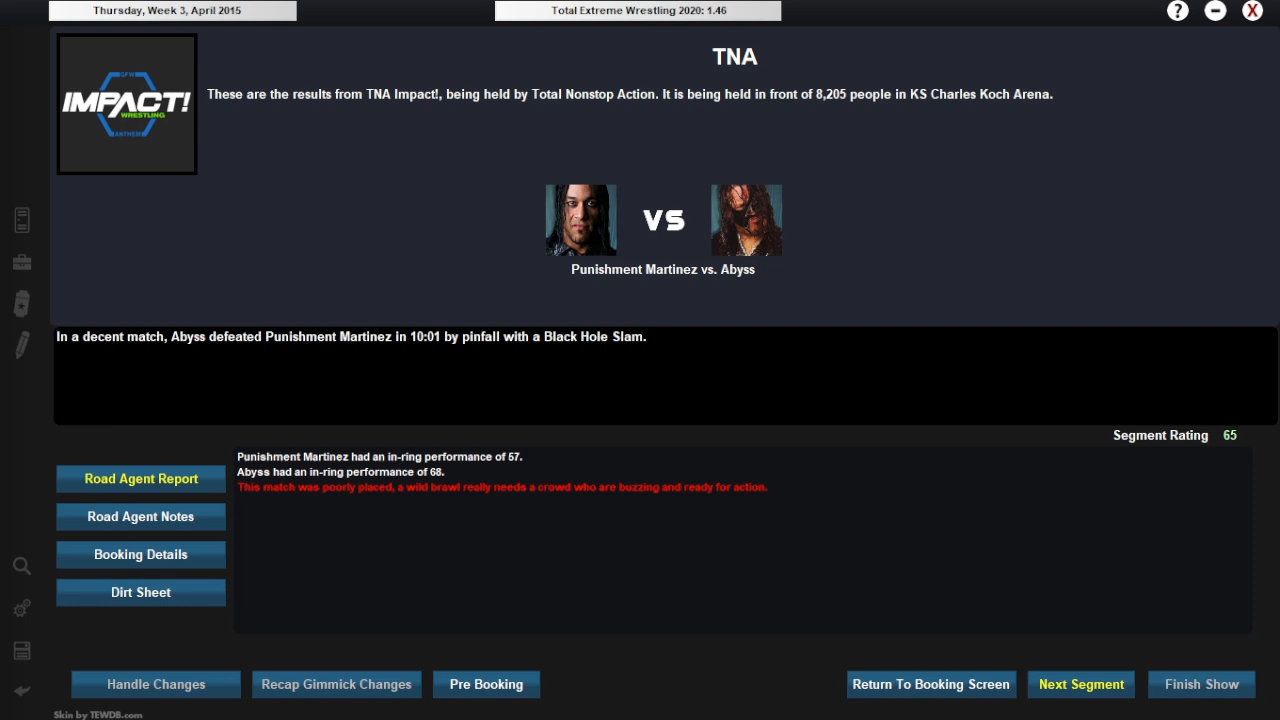 Thursday, Week 3, April 2015
Total Extreme Wrestling 2020: 1.46
? - X
TNA
GFW
IMPACT!
WRESTLING
ANTHEM
These are the results from TNA Impact!, being held by Total Nonstop Action. It is being held in front of 8,205 people in KS Charles Koch Arena.
VS
Punishment Martinez vs. Abyss
In a decent match, Abyss defeated Punishment Martinez in 10:01 by pinfall with a Black Hole Slam.
Segment Rating 65
Punishment Martinez had an in-ring performance of 57.
Abyss had an in-ring performance of 68.
This match was poorly placed, a wild brawl really needs a crowd who are buzzing and ready for action.
Road Agent Report
Road Agent Notes
Booking Details
Dirt Sheet
Handle Changes
Recap Gimmick Changes
Pre Booking
Return To Booking Screen
Next Segment
Finish Show
Skin by TEWDB.com